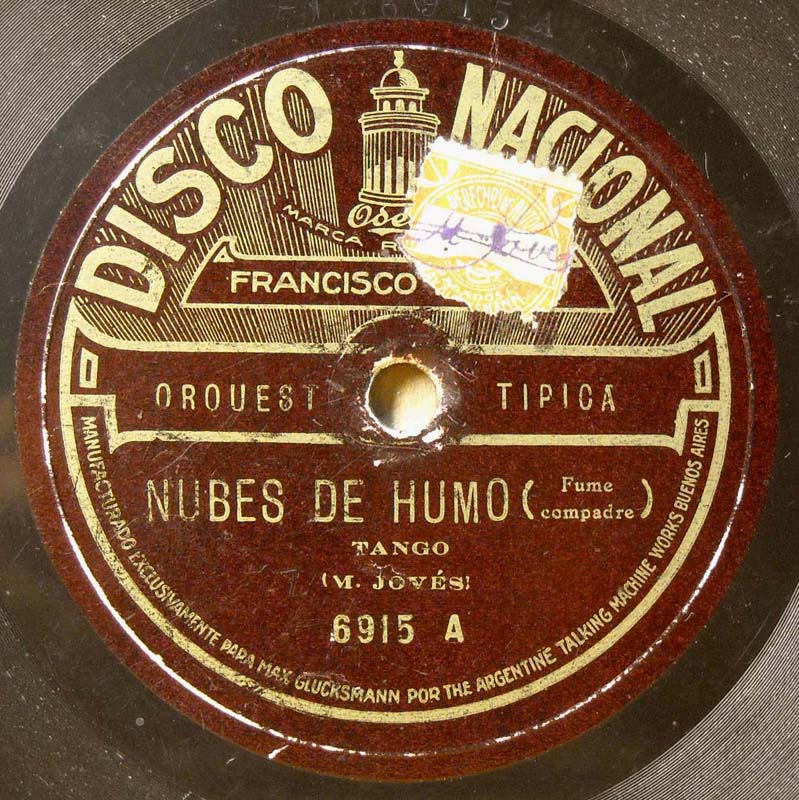 6915 A
DISCO NACIONAL
Ode
MARCA R
FRANCISCO
ORQUEST TIPICA
NUBES DE HUMO (Fume compadre)
TANGO
(M. JOVÉS)
6915 A
MANUFACTURADO EXCLUSIVAMENTE PARA MAX GLUCKSMANN POR THE ARGENTINE TALKING MACHINE WORKS BUENOS AIRES